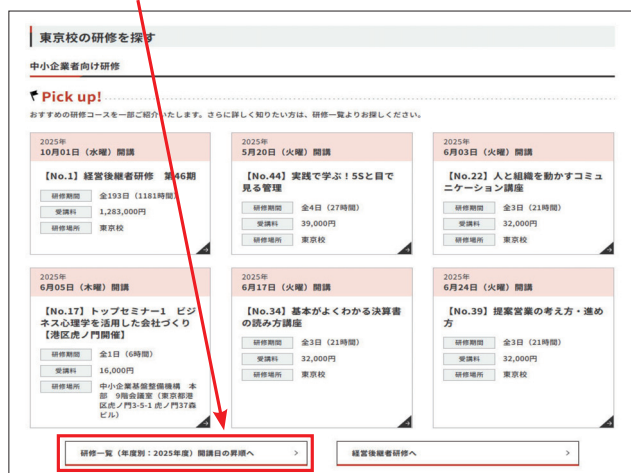 東京校の研修を探す
中小企業者向け研修
Pick up!
おすすめの研修コースを一部ご紹介いたします。さらに詳しく知りたい方は、研修一覧よりお探しください。
2025年
10月01日（水曜）開講
【No.1】経営後継者研修　第46期
研修期間 全193日（1181時間）
受講料 1,283,000円
研修場所 東京校
2025年
5月20日（火曜）開講
【No.44】実践で学ぶ！5Sと目で
見る管理
研修期間 全4日（27時間）
受講料 39,000円
研修場所 東京校
2025年
6月03日（火曜）開講
【No.22】人と組織を動かすコミュ
ニケーション講座
研修期間 全3日（21時間）
受講料 32,000円
研修場所 東京校
2025年
6月05日（木曜）開講
【No.17】トップセミナー1　ビジ
ネス心理学を活用した会社づくり
【港区虎ノ門開催】
研修期間 全1日（6時間）
受講料 16,000円
研修場所 中小企業基盤整備機構　本
部　9階会議室（東京都港
区虎ノ門3-5-1 虎ノ門37森
ビル）
2025年
6月17日（火曜）開講
【No.34】基本がよくわかる決算書
の読み方講座
研修期間 全3日（21時間）
受講料 32,000円
研修場所 東京校
2025年
6月24日（火曜）開講
【No.39】提案営業の考え方・進め
方
研修期間 全3日（21時間）
受講料 32,000円
研修場所 東京校
研修一覧（年度別：2025年度）開講日の昇順へ
経営後継者研修へ